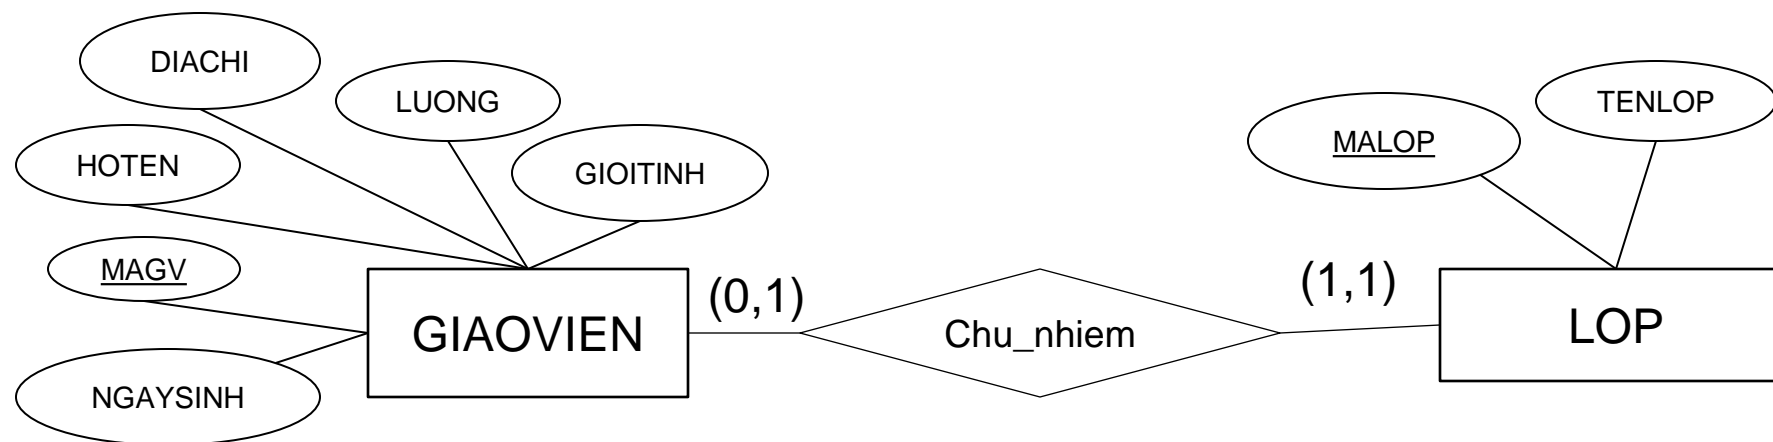 DIACHI
LUONG
TENLOP
HOTEN
GIOITINH
MALOP
MAGV
(0,1)
(1,1)
GIAOVIEN
Chu_nhiem
LOP
NGAYSINH